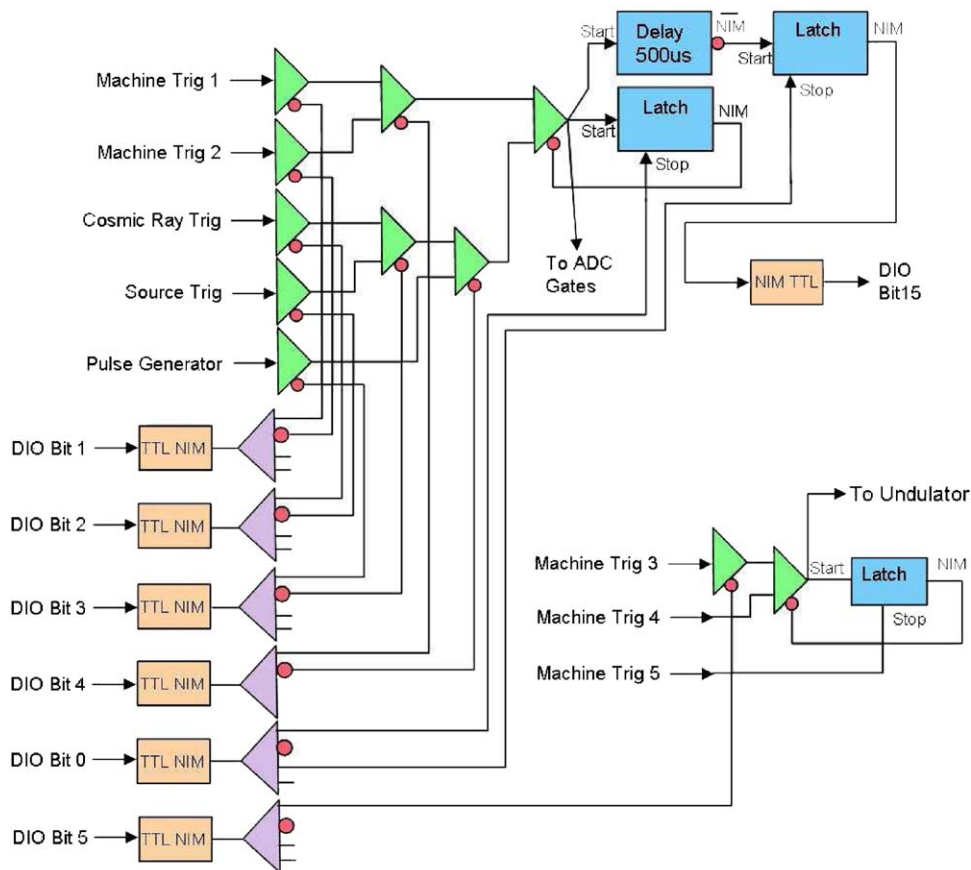 Machine Trig 1
Machine Trig 2
Cosmic Ray Trig
Source Trig
Pulse Generator
Start
Delay
500us
NIM
Start
Latch
NIM
Stop
Start
Latch
NIM
Stop
To ADC
Gates
NIM TTL
DIO
Bit15
DIO Bit 1
TTL NIM
DIO Bit 2
TTL NIM
DIO Bit 3
TTL NIM
DIO Bit 4
TTL NIM
DIO Bit 0
TTL NIM
DIO Bit 5
TTL NIM
To Undulator
Machine Trig 3
Start
Latch
NIM
Stop
Machine Trig 4
Machine Trig 5